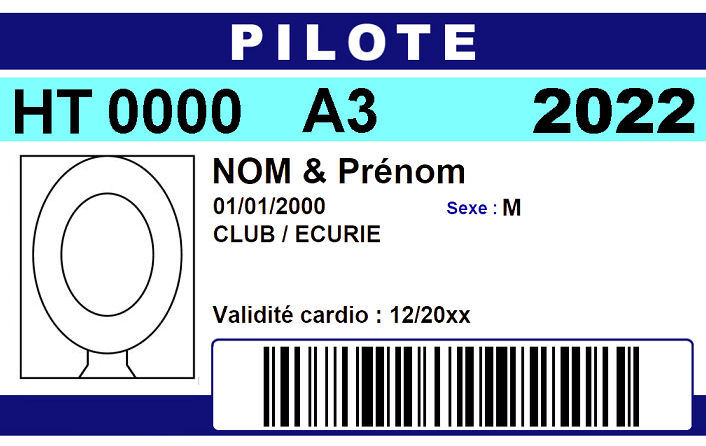 PILOTE
HT 0000 A3 2022
NOM & Prénom
01/01/2000 Sexe : M
CLUB / ECURIE
Validité cardio : 12/20xx